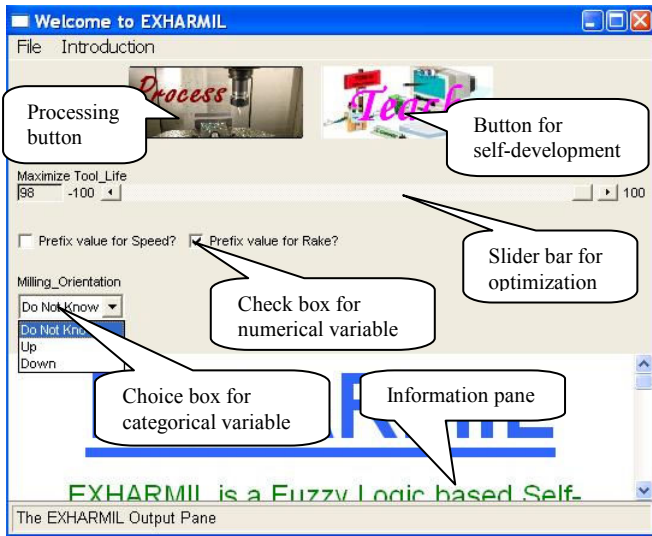 Welcome to EXHARMIL
File Introduction
Process
Teach
Processing
button
Button for
self-development
Maximize Tool_Life
98 -100 100
Prefix value for Speed? Prefix value for Rake?
Slider bar for
optimization
Milling_Orientation
Do Not Know
Do Not Know
Up
Down
Check box for
numerical variable
Choice box for
categorical variable
Information pane
EXHARMIL is a Fuzzy Logic based Self-
The EXHARMIL Output Pane